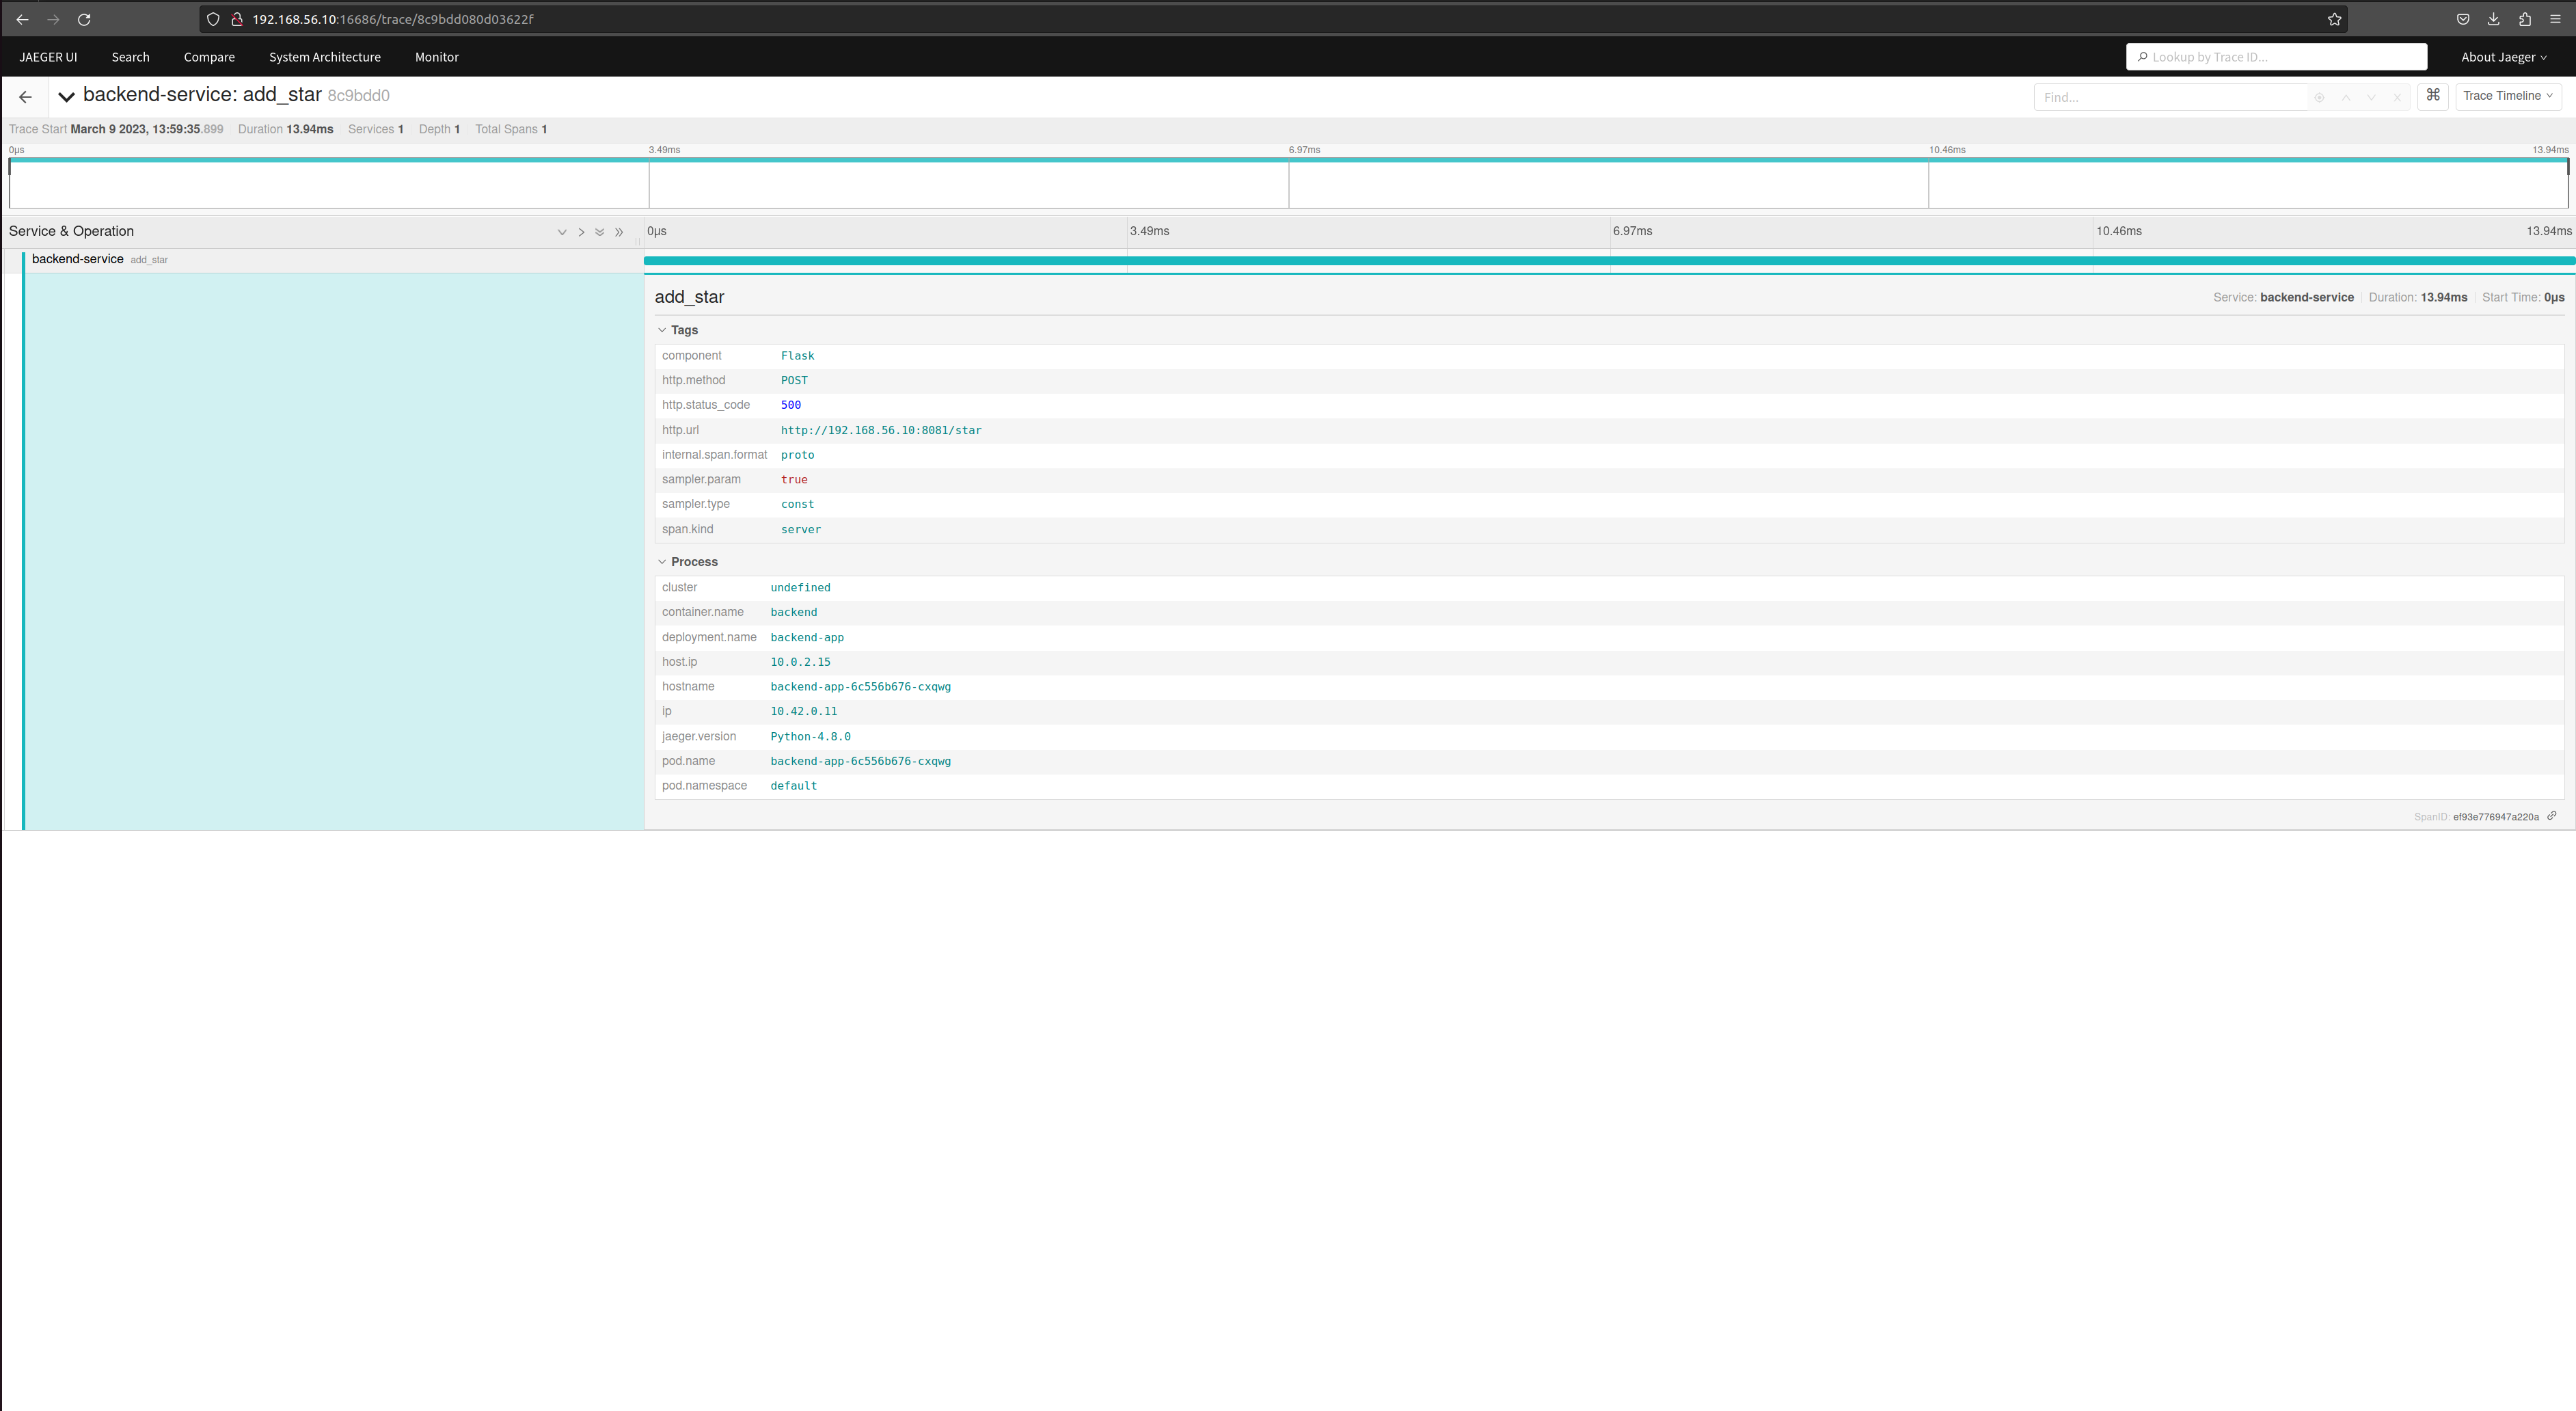 192.168.56.10:16686/trace/8c9bdd080d03622f
JAEGER UI Search Compare System Architecture Monitor Lookup by Trace ID... About Jaeger
backend-service: add_star 8c9bdd0 Find... ⌘ Trace Timeline
Trace Start March 9 2023, 13:59:35.899 Duration 13.94ms Services 1 Depth 1 Total Spans 1
0μs 3.49ms 6.97ms 10.46ms 13.94ms
Service & Operation 0μs 3.49ms 6.97ms 10.46ms 13.94ms
backend-service add_star
add_star Service: backend-service Duration: 13.94ms Start Time: 0μs
Tags
component Flask
http.method POST
http.status_code 500
http.url http://192.168.56.10:8081/star
internal.span.format proto
sampler.param true
sampler.type const
span.kind server
Process
cluster undefined
container.name backend
deployment.name backend-app
host.ip 10.0.2.15
hostname backend-app-6c556b676-cxqwg
ip 10.42.0.11
jaeger.version Python-4.8.0
pod.name backend-app-6c556b676-cxqwg
pod.namespace default
SpanID: ef93e776947a220a